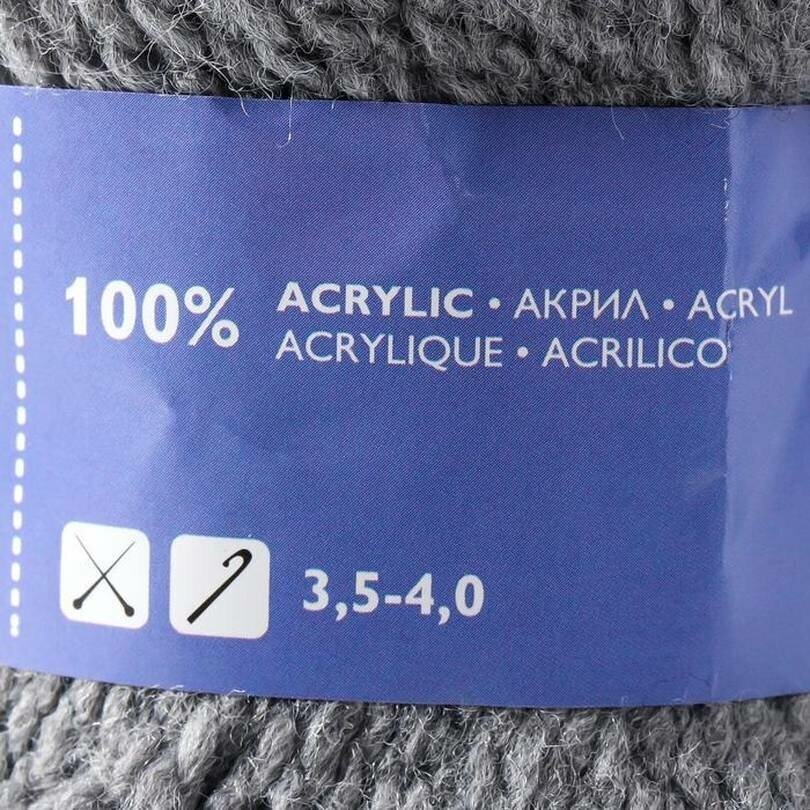 100% ACRYLIC • АКРИЛ • ACRYL
ACRYLIQUE • ACRILICO
3,5-4,0